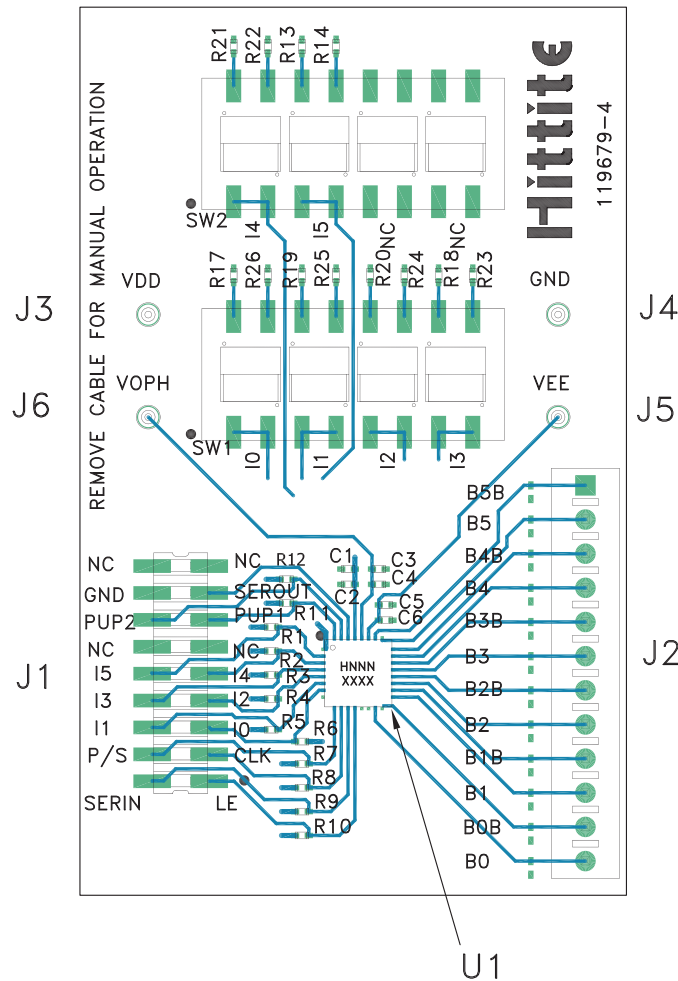 R21 R22 R13 R14
Hittite
119679-4
REMOVE CABLE FOR MANUAL OPERATION
SW2 I4 I5 NC NC
R17 R26 R19 R25 R20 R24 R18 R23
J3 VDD GND J4
J6 VOPH VEE J5
SW1 I0 I1 I2 I3
B5B
B5
NC NC R12 C1 C3 B4B
GND SEROUT C2 C4 B4
PUP2 PUP1 R11 C5 C6 B3B
NC NC R1 B3
J1 I5 I4 R2 HNNN J2
R3 XXXX
I3 I2 R4 B2B
I1 I0 R5 R6 B2
P/S CLK R7 B1B
R8
SERIN LE R9 B1
R10 B0B
B0
U1